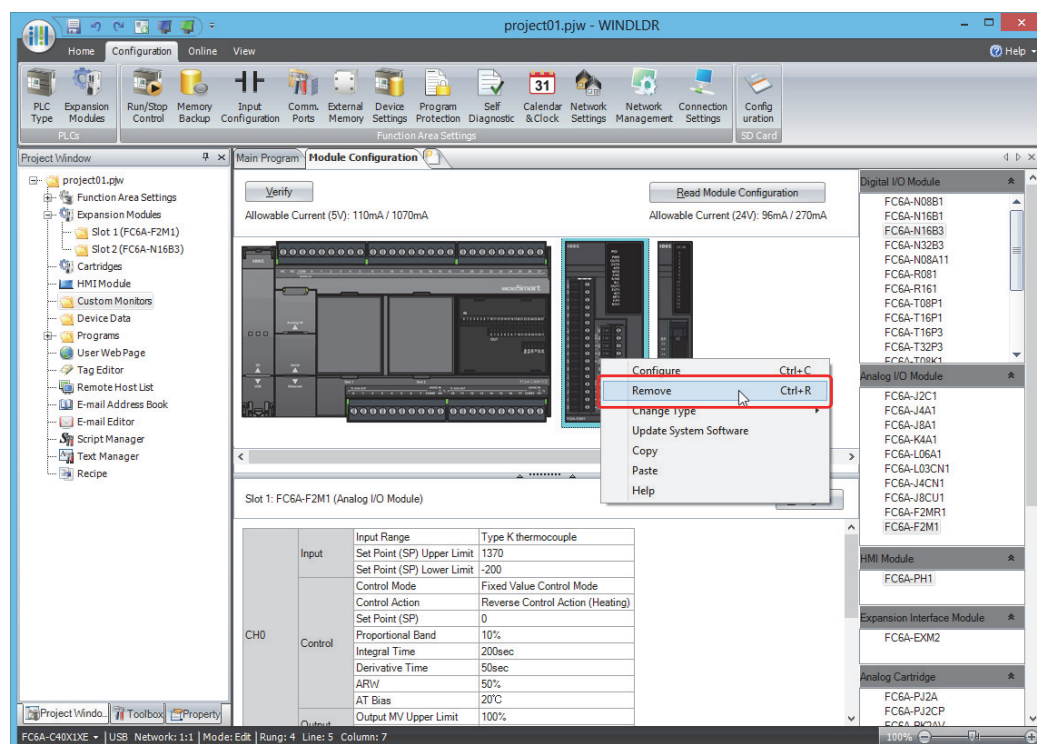 project01.pjw - WINDLDR
Home Configuration Online View Help
PLC Type
Expansion Modules
PLCs
Run/Stop Control
Memory Backup
Input Configuration
Comm. Ports
External Memory
Device Settings
Program Protection
Self Diagnostic
31
Calendar & Clock
Network Settings
Network Management
Connection Settings
Function Area Settings
Configuration
SD Card
Project Window
project01.pjw
Function Area Settings
Expansion Modules
Slot 1 (FC6A-F2M1)
Slot 2 (FC6A-N16B3)
Cartridges
HMI Module
Custom Monitors
Device Data
Programs
User Web Page
Tag Editor
Remote Host List
E-mail Address Book
E-mail Editor
Script Manager
Text Manager
Recipe
Project Windo...
Toolbox
Property
Main Program
Module Configuration
Verify
Read Module Configuration
Allowable Current (5V): 110mA / 1070mA
Allowable Current (24V): 96mA / 270mA
Configure Ctrl+C
Remove Ctrl+R
Change Type
Update System Software
Copy
Paste
Help
Slot 1: FC6A-F2M1 (Analog I/O Module)
CH0
Input
Input Range Type K thermocouple
Set Point (SP) Upper Limit 1370
Set Point (SP) Lower Limit -200
Control
Control Mode Fixed Value Control Mode
Control Action Reverse Control Action (Heating)
Set Point (SP) 0
Proportional Band 10%
Integral Time 200sec
Derivative Time 50sec
ARW 50%
AT Bias 20°C
Output
Output MV Upper Limit 100%
Digital I/O Module
FC6A-N08B1
FC6A-N16B1
FC6A-N16B3
FC6A-N32B3
FC6A-N08A11
FC6A-R081
FC6A-R161
FC6A-T08P1
FC6A-T16P1
FC6A-T16P3
FC6A-T32P3
FC6A-T08K1
Analog I/O Module
FC6A-J2C1
FC6A-J4A1
FC6A-J8A1
FC6A-K4A1
FC6A-L06A1
FC6A-L03CN1
FC6A-J4CN1
FC6A-J8CU1
FC6A-F2MR1
FC6A-F2M1
HMI Module
FC6A-PH1
Expansion Interface Module
FC6A-EXM2
Analog Cartridge
FC6A-PJ2A
FC6A-PJ2CP
FC6A-PK2AV
FC6A-C40X1XE
USB Network: 1:1
Mode: Edit
Rung: 4 Line: 5 Column: 7
100%